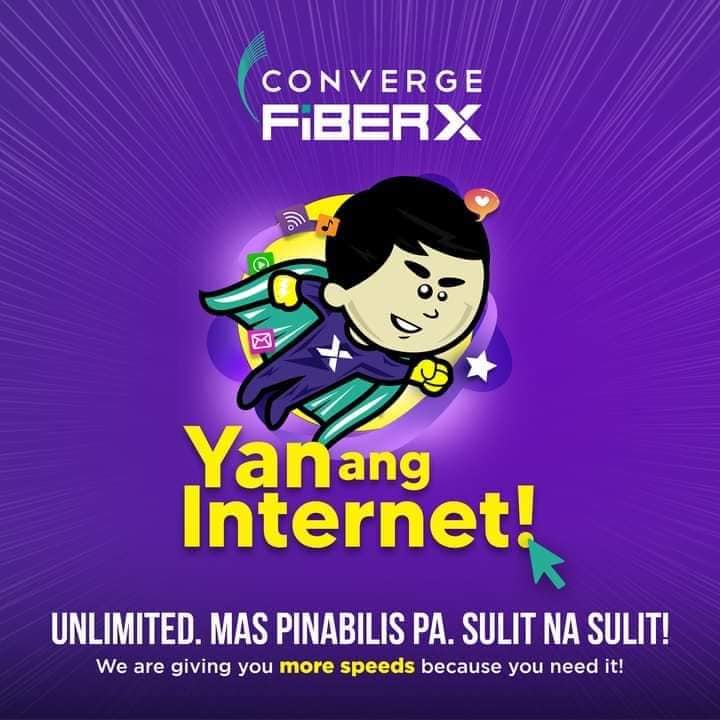 CONVERGE
FiBER X
Yan ang
Internet!
UNLIMITED. MAS PINABILIS PA. SULIT NA SULIT!
We are giving you more speeds because you need it!